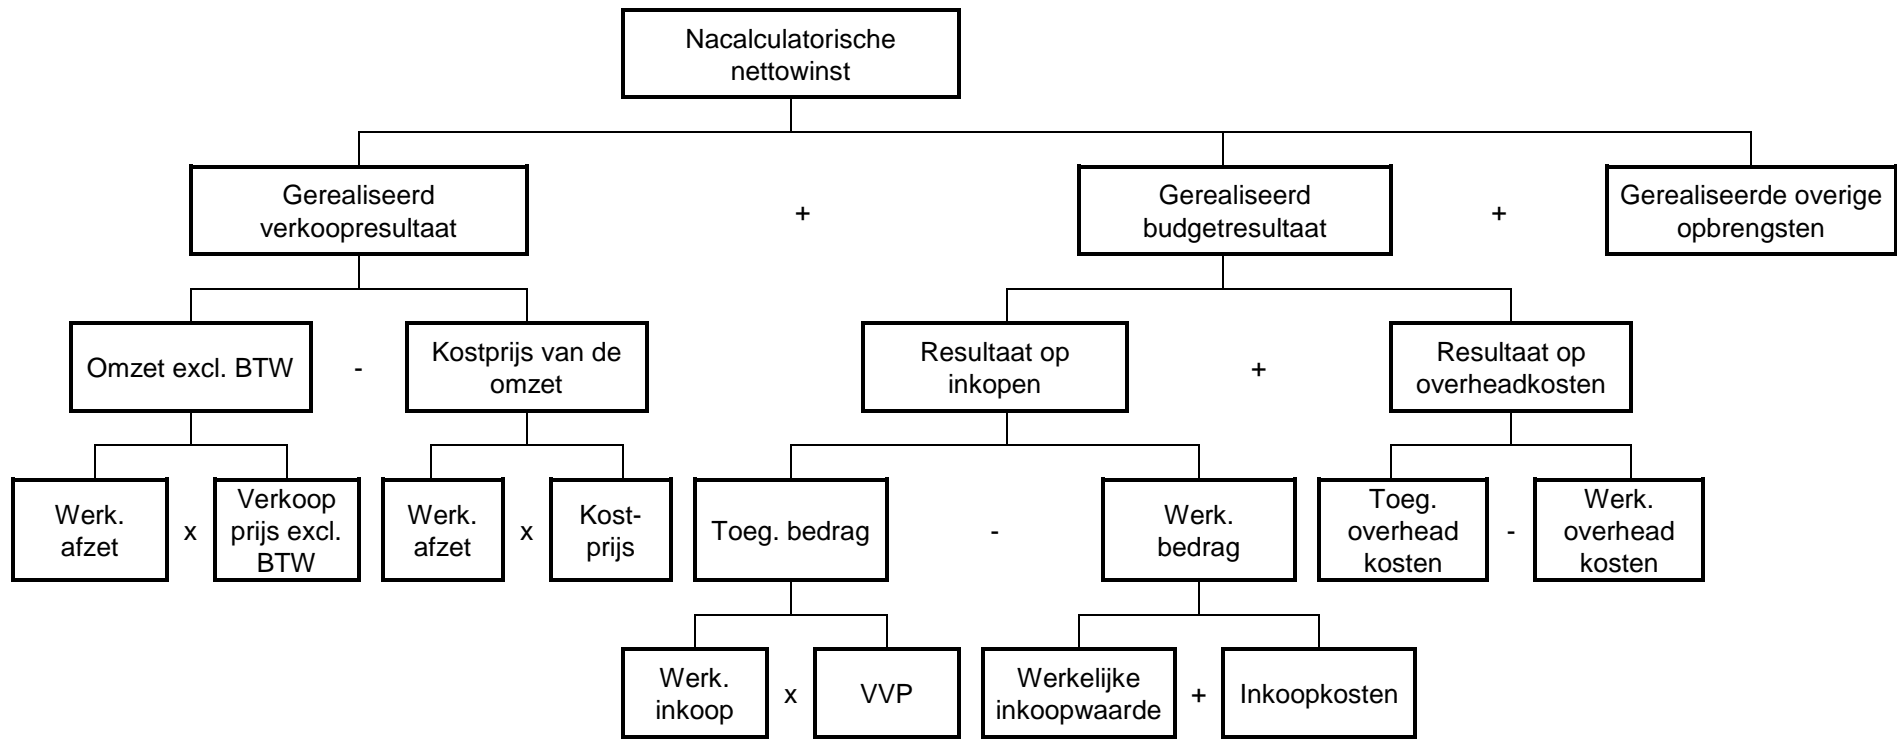 Nacalculatorische
nettowinst
Gerealiseerd
verkoopresultaat
+
Gerealiseerd
budgetresultaat
+
Gerealiseerde overige
opbrengsten
Omzet excl. BTW
-
Kostprijs van de
omzet
Resultaat op
inkopen
+
Resultaat op
overheadkosten
Werk.
afzet
x
Verkoop
prijs excl.
BTW
Werk.
afzet
x
Kost-
prijs
Toeg. bedrag
-
Werk.
bedrag
Toeg.
overhead
kosten
-
Werk.
overhead
kosten
Werk.
inkoop
x
VVP
Werkelijke
inkoopwaarde
+
Inkoopkosten